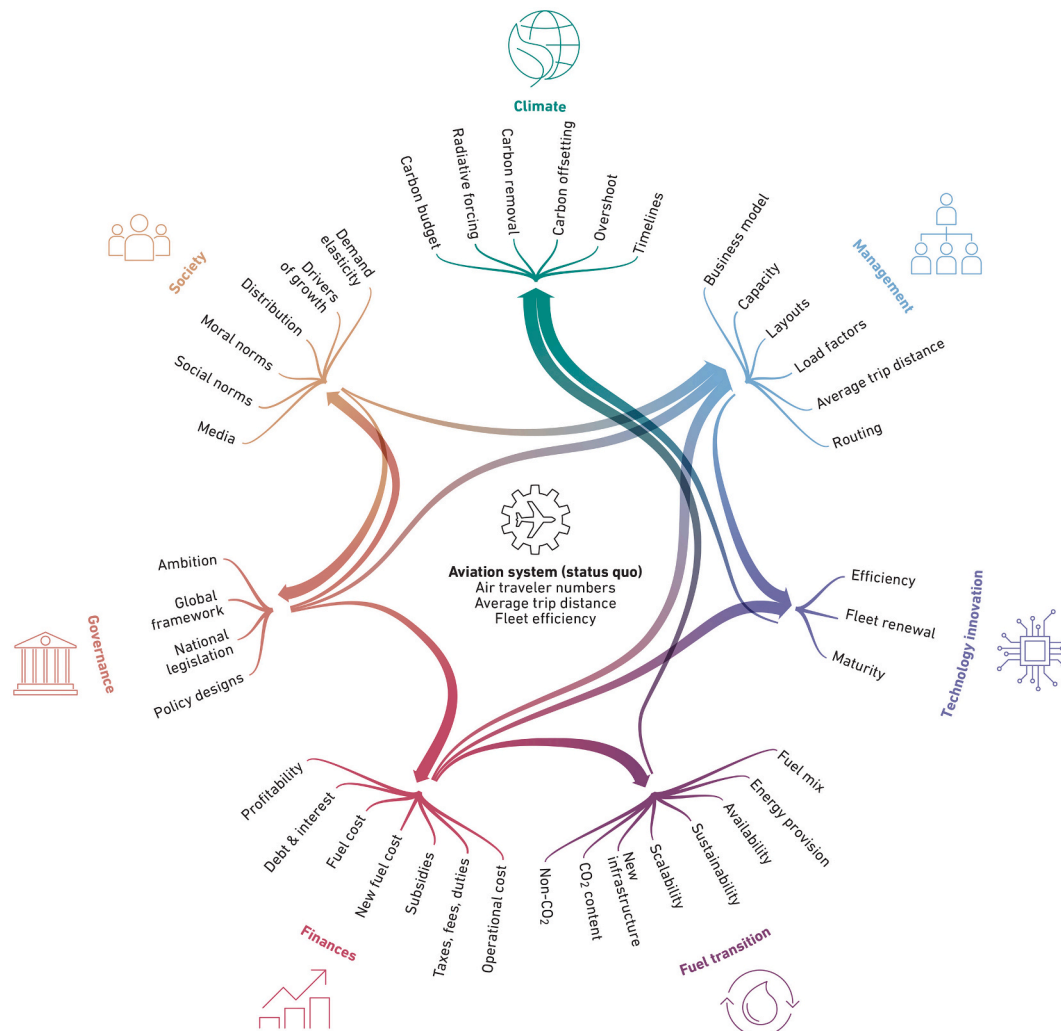 Climate
Carbon budget
Radiative forcing
Carbon removal
Carbon offsetting
Overshoot
Timelines
Management
Business model
Capacity
Layouts
Load factors
Average trip distance
Routing
Society
Demand
elasticity
Drivers
of growth
Distribution
Moral norms
Social norms
Media
Aviation system (status quo)
Air traveler numbers
Average trip distance
Fleet efficiency
Technology innovation
Efficiency
Fleet renewal
Maturity
Governance
Ambition
Global
framework
National
legislation
Policy designs
Finances
Profitability
Debt & interest
Fuel cost
New fuel cost
Subsidies
Taxes, fees, duties
Operational cost
Fuel transition
Non-CO₂
CO₂ content
New
infrastructure
Scalability
Sustainability
Availability
Energy provision
Fuel mix